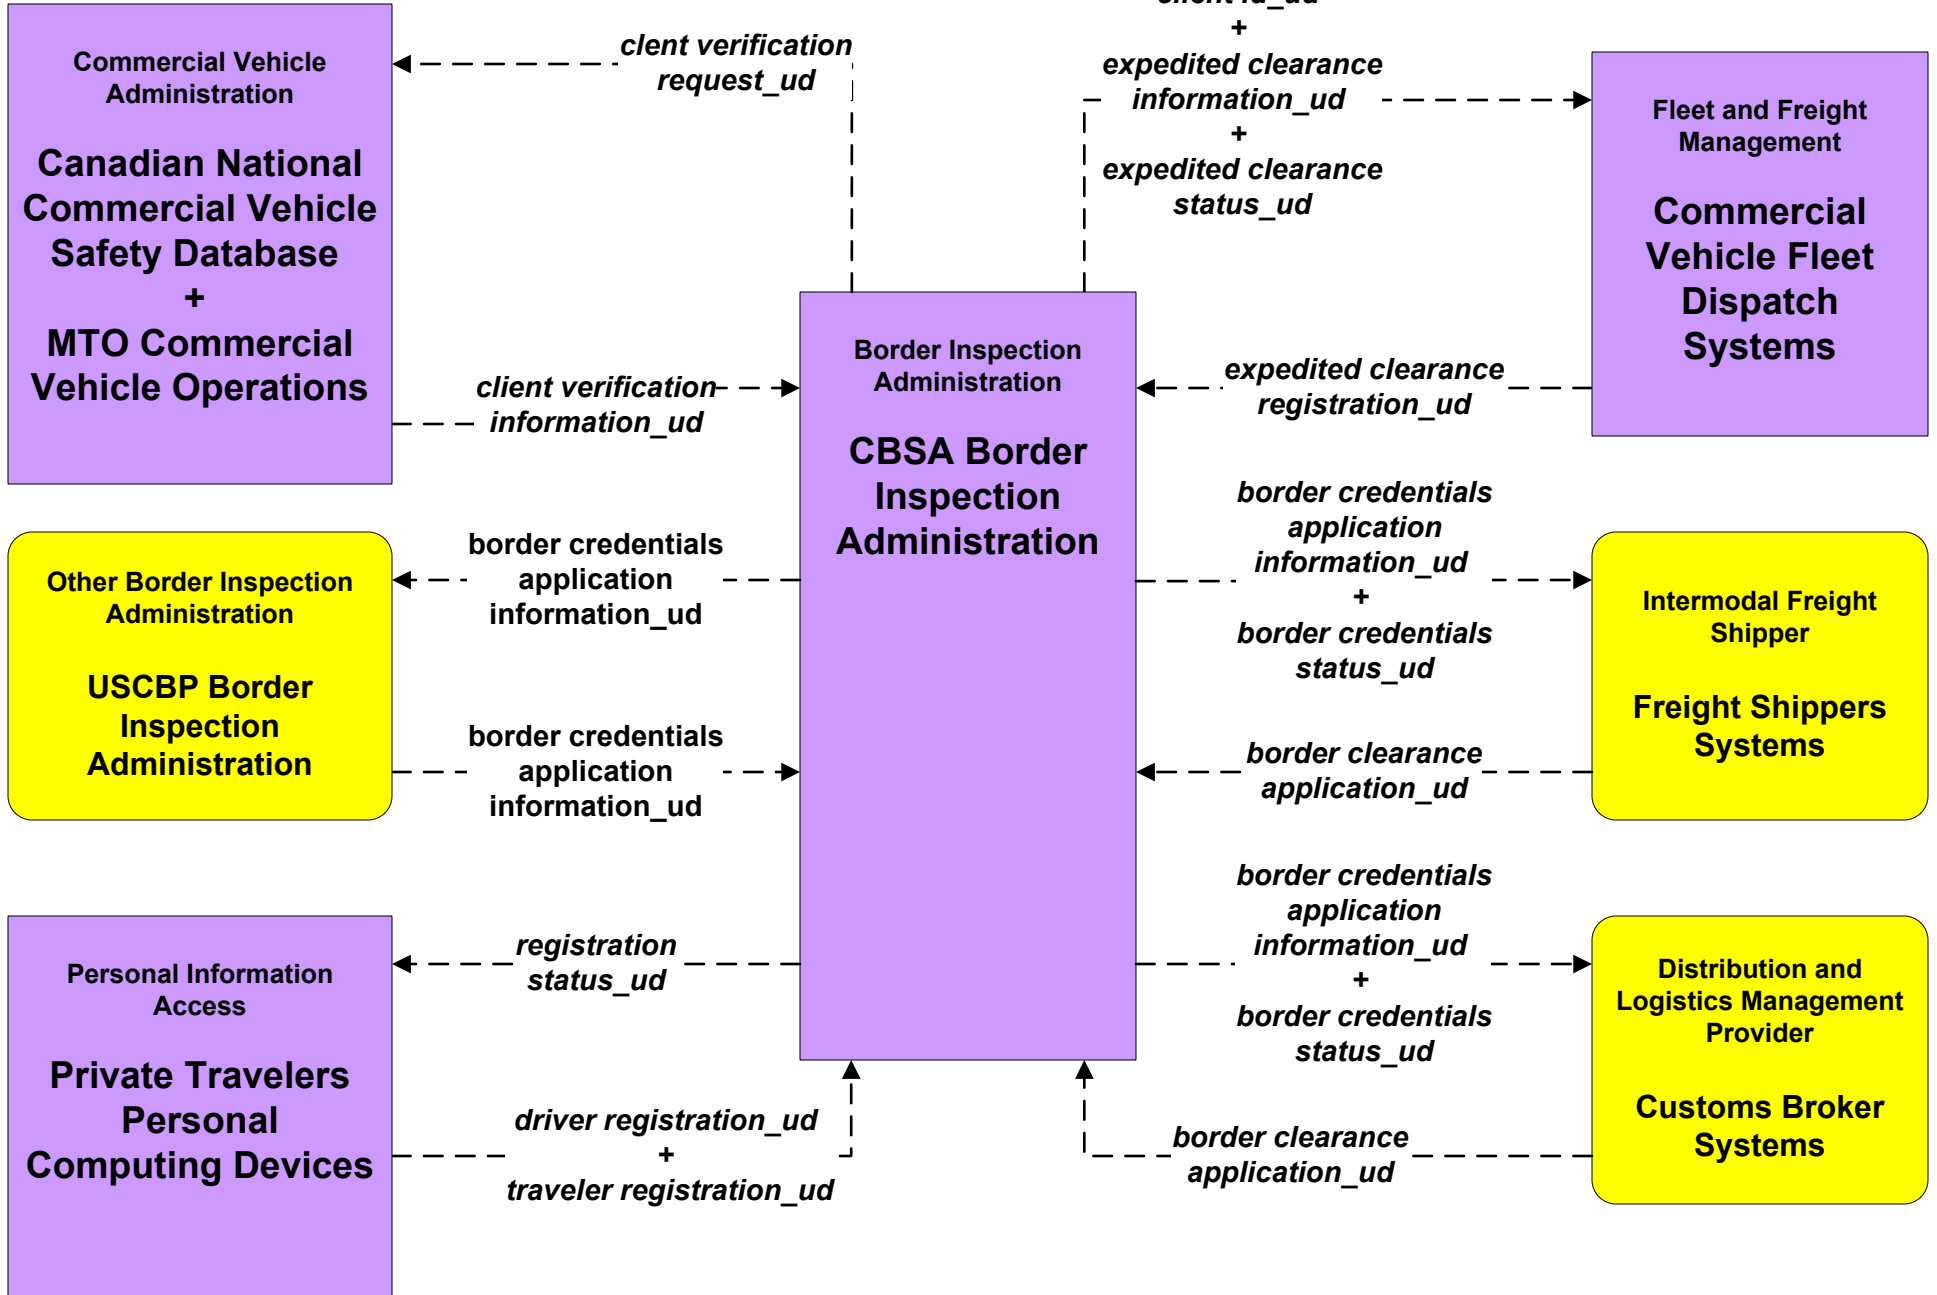 Commercial Vehicle
Administration
Canadian National
Commercial Vehicle
Safety Database
+
MTO Commercial
Vehicle Operations
clent verification
request_ud
client verification
information_ud
client id_ud
+
expedited clearance
information_ud
+
expedited clearance
status_ud
Fleet and Freight
Management
Commercial
Vehicle Fleet
Dispatch
Systems
expedited clearance
registration_ud
Border Inspection
Administration
CBSA Border
Inspection
Administration
Other Border Inspection
Administration
USCBP Border
Inspection
Administration
border credentials
application
information_ud
border credentials
application
information_ud
border credentials
application
information_ud
+
border credentials
status_ud
Intermodal Freight
Shipper
Freight Shippers
Systems
border clearance
application_ud
Personal Information
Access
Private Travelers
Personal
Computing Devices
registration
status_ud
driver registration_ud
+
traveler registration_ud
border credentials
application
information_ud
+
border credentials
status_ud
Distribution and
Logistics Management
Provider
Customs Broker
Systems
border clearance
application_ud